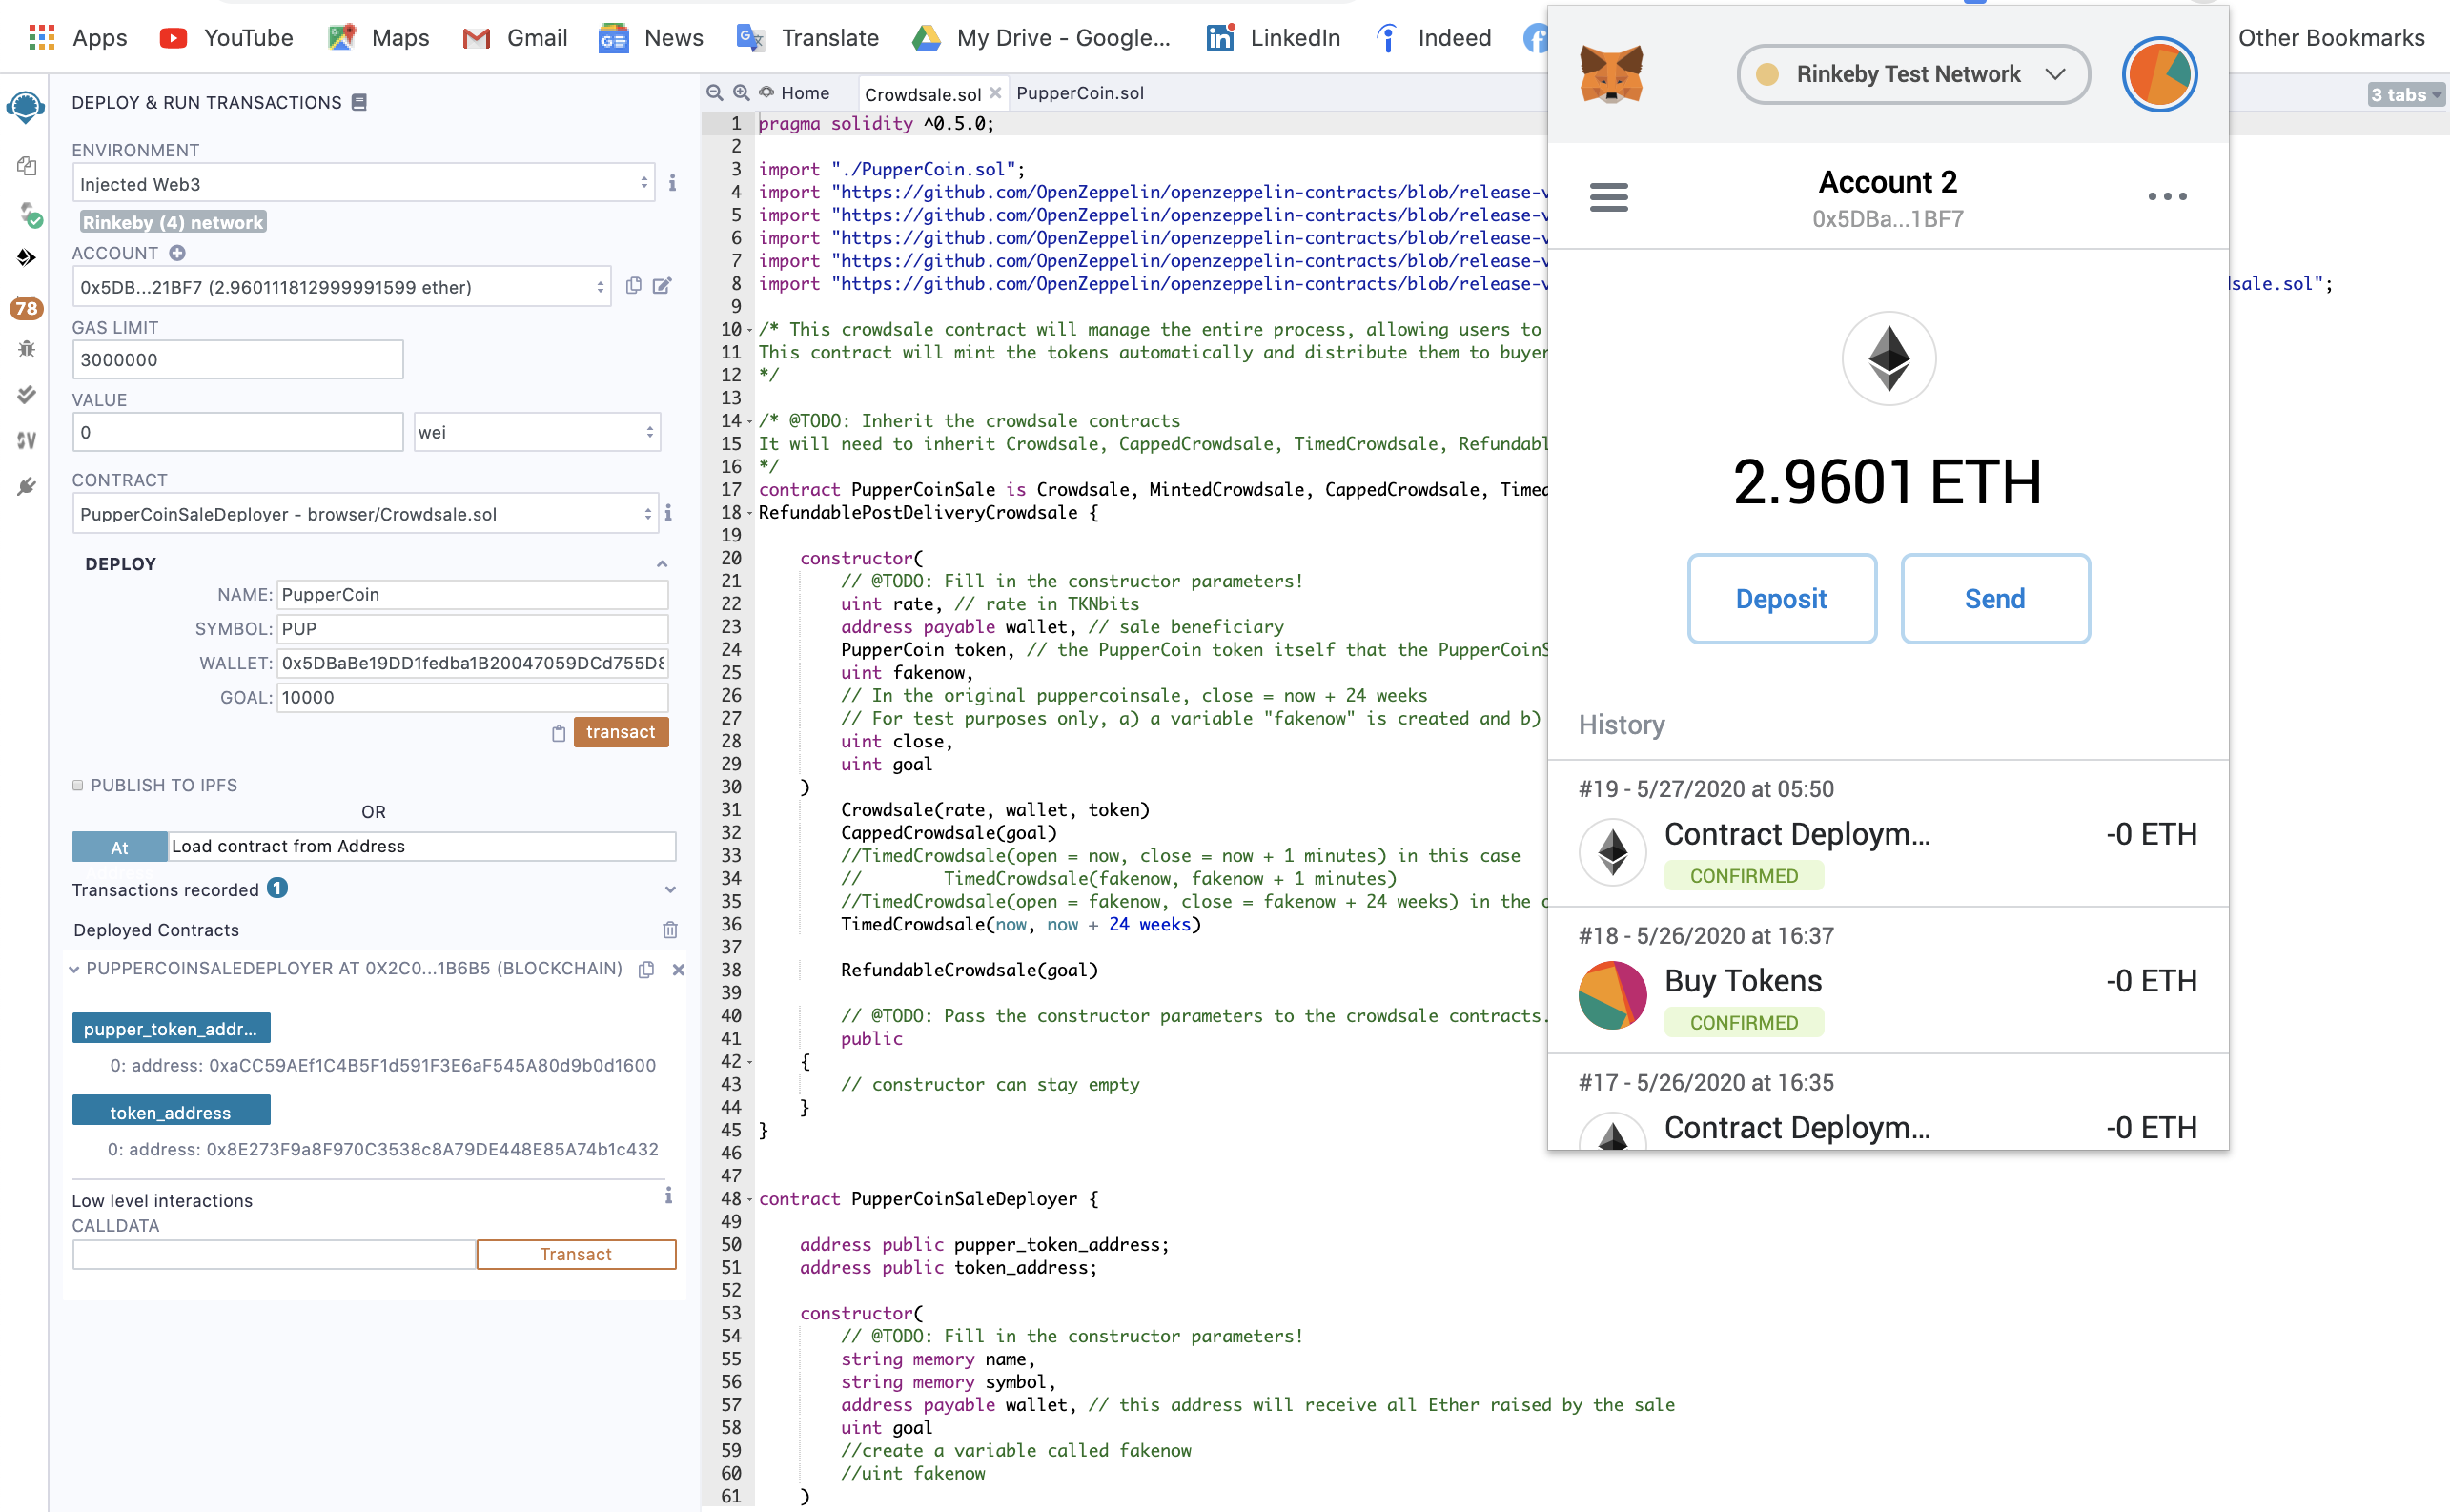 Apps YouTube Maps Gmail News Translate My Drive - Google... LinkedIn Indeed Other Bookmarks
DEPLOY & RUN TRANSACTIONS
ENVIRONMENT
Injected Web3
Rinkeby (4) network
ACCOUNT
0x5DB...21BF7 (2.960111812999991599 ether)
78
GAS LIMIT
3000000
VALUE
0 wei
CONTRACT
PupperCoinSaleDeployer - browser/Crowdsale.sol
DEPLOY
NAME: PupperCoin
SYMBOL: PUP
WALLET: 0x5DBaBe19DD1fedba1B20047059DCd755D8
GOAL: 10000
transact
PUBLISH TO IPFS
OR
At Load contract from Address
Transactions recorded 1
Deployed Contracts
PUPPERCOINSALEDEPLOYER AT 0X2C0...1B6B5 (BLOCKCHAIN)
pupper_token_addr...
0: address: 0xaCC59AEf1C4B5F1d591F3E6aF545A80d9b0d1600
token_address
0: address: 0x8E273F9a8F970C3538c8A79DE448E85A74b1c432
Low level interactions
CALLDATA
Transact
Home Crowdsale.sol PupperCoin.sol 3 tabs
1 pragma solidity ^0.5.0;
2
3 import "./PupperCoin.sol";
4 import "https://github.com/OpenZeppelin/openzeppelin-contracts/blob/release-v
5 import "https://github.com/OpenZeppelin/openzeppelin-contracts/blob/release-v
6 import "https://github.com/OpenZeppelin/openzeppelin-contracts/blob/release-v
7 import "https://github.com/OpenZeppelin/openzeppelin-contracts/blob/release-v
8 import "https://github.com/OpenZeppelin/openzeppelin-contracts/blob/release-v dsale.sol";
9
10 /* This crowdsale contract will manage the entire process, allowing users to
11 This contract will mint the tokens automatically and distribute them to buyer
12 */
13
14 /* @TODO: Inherit the crowdsale contracts
15 It will need to inherit Crowdsale, CappedCrowdsale, TimedCrowdsale, Refundabl
16 */
17 contract PupperCoinSale is Crowdsale, MintedCrowdsale, CappedCrowdsale, Timed
18 RefundablePostDeliveryCrowdsale {
19
20 constructor(
21 // @TODO: Fill in the constructor parameters!
22 uint rate, // rate in TKNbits
23 address payable wallet, // sale beneficiary
24 PupperCoin token, // the PupperCoin token itself that the PupperCoinS
25 uint fakenow,
26 // In the original puppercoinsale, close = now + 24 weeks
27 // For test purposes only, a) a variable "fakenow" is created and b)
28 uint close,
29 uint goal
30 )
31 Crowdsale(rate, wallet, token)
32 CappedCrowdsale(goal)
33 //TimedCrowdsale(open = now, close = now + 1 minutes) in this case
34 // TimedCrowdsale(fakenow, fakenow + 1 minutes)
35 //TimedCrowdsale(open = fakenow, close = fakenow + 24 weeks) in the o
36 TimedCrowdsale(now, now + 24 weeks)
37
38 RefundableCrowdsale(goal)
39
40 // @TODO: Pass the constructor parameters to the crowdsale contracts.
41 public
42 {
43 // constructor can stay empty
44 }
45 }
46
47
48 contract PupperCoinSaleDeployer {
49
50 address public pupper_token_address;
51 address public token_address;
52
53 constructor(
54 // @TODO: Fill in the constructor parameters!
55 string memory name,
56 string memory symbol,
57 address payable wallet, // this address will receive all Ether raised by the sale
58 uint goal
59 //create a variable called fakenow
60 //uint fakenow
61 )
Rinkeby Test Network
Account 2
0x5DBa...1BF7
2.9601 ETH
Deposit Send
History
#19 - 5/27/2020 at 05:50
Contract Deploym... -0 ETH
CONFIRMED
#18 - 5/26/2020 at 16:37
Buy Tokens -0 ETH
CONFIRMED
#17 - 5/26/2020 at 16:35
Contract Deploym... -0 ETH